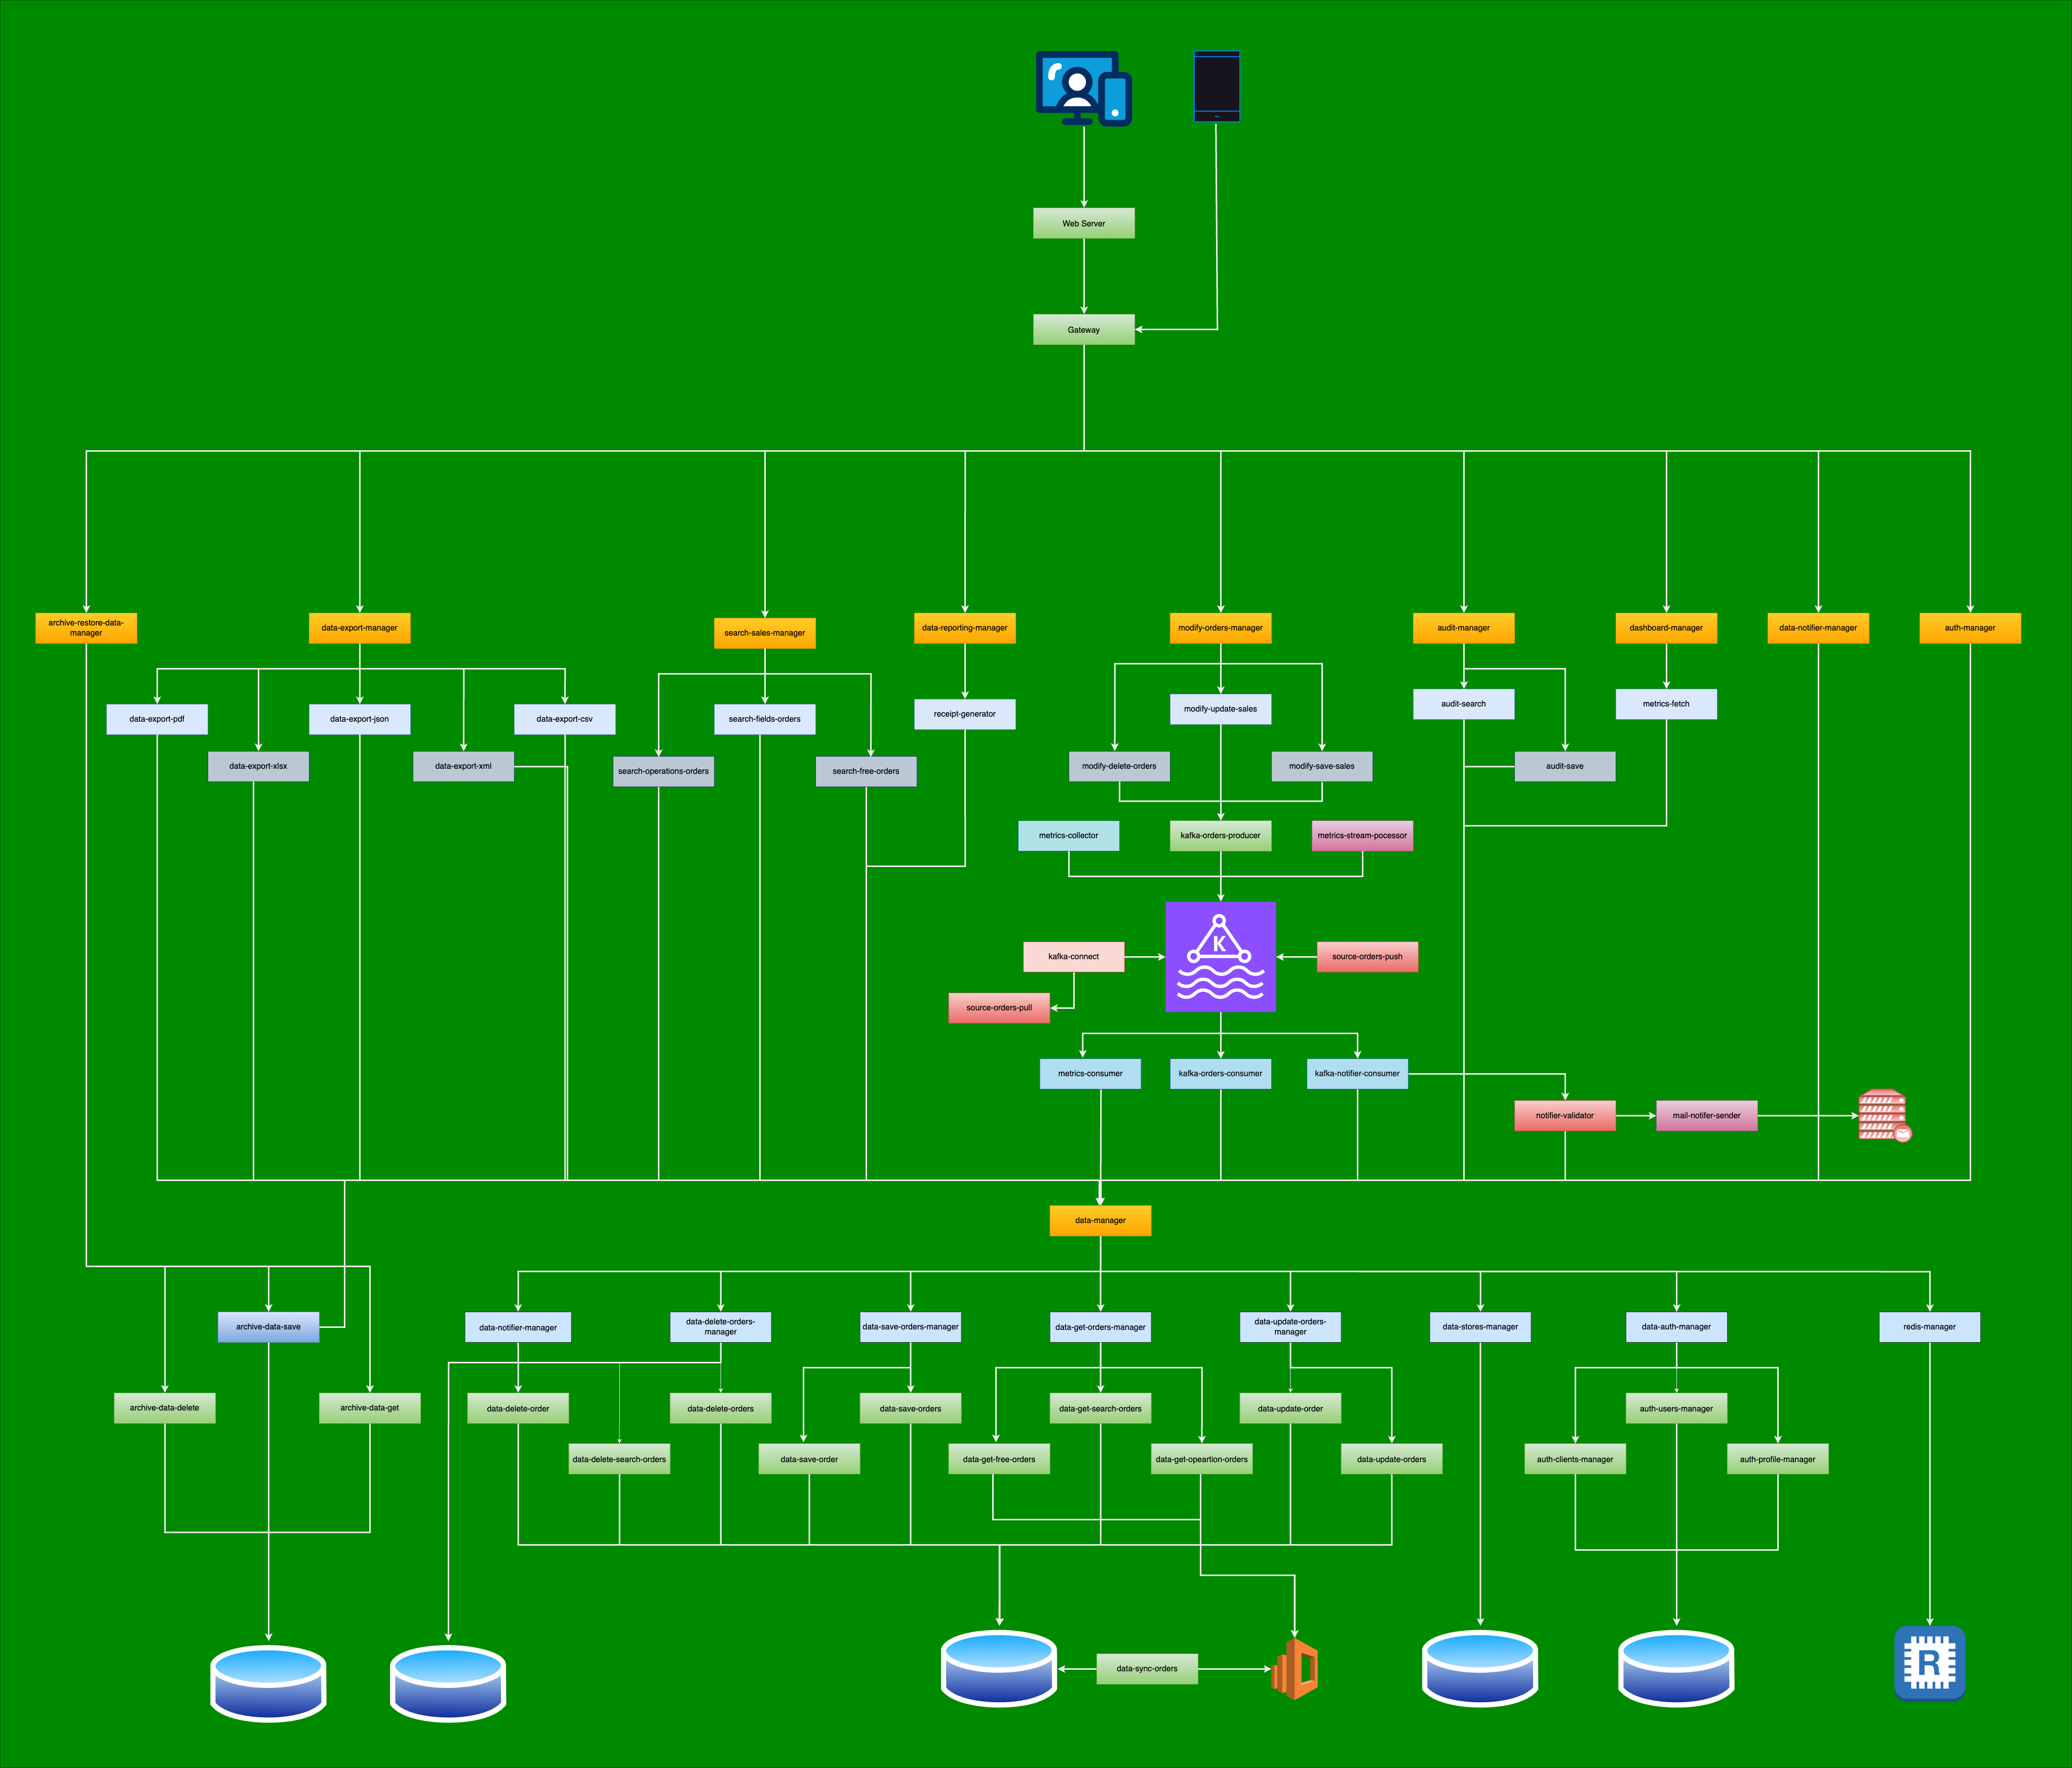 Web Server
Gateway
archive-restore-data-
manager
data-export-manager
search-sales-manager
data-reporting-manager
modify-orders-manager
audit-manager
dashboard-manager
data-notifier-manager
auth-manager
data-export-pdf
data-export-json
data-export-csv
search-fields-orders
receipt-generator
modify-update-sales
audit-search
metrics-fetch
data-export-xlsx
data-export-xml
search-operations-orders
search-free-orders
modify-delete-orders
modify-save-sales
audit-save
metrics-collector
kafka-orders-producer
metrics-stream-pocessor
K
kafka-connect
source-orders-push
source-orders-pull
metrics-consumer
kafka-orders-consumer
kafka-notifier-consumer
notifier-validator
mail-notifer-sender
data-manager
archive-data-save
data-notifier-manager
data-delete-orders-
manager
data-save-orders-manager
data-get-orders-manager
data-update-orders-
manager
data-stores-manager
data-auth-manager
redis-manager
archive-data-delete
archive-data-get
data-delete-order
data-delete-orders
data-save-orders
data-get-search-orders
data-update-order
auth-users-manager
data-delete-search-orders
data-save-order
data-get-free-orders
data-get-opeartion-orders
data-update-orders
auth-clients-manager
auth-profile-manager
data-sync-orders
R